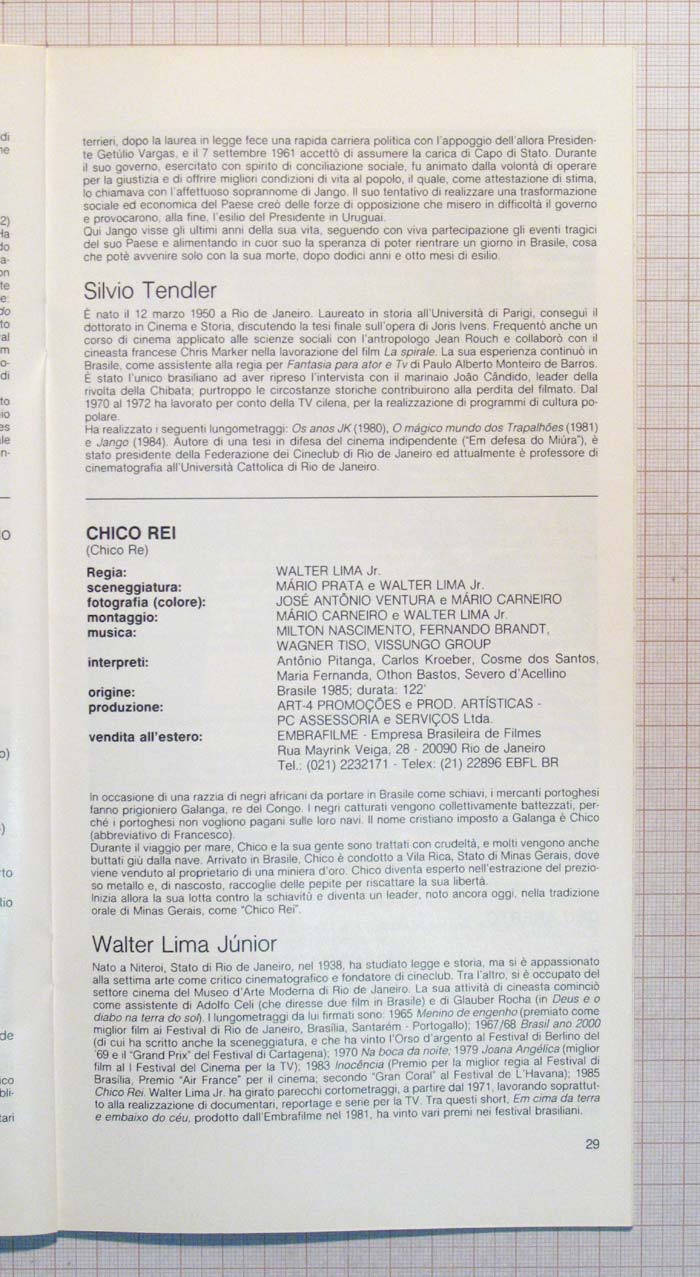 terrieri, dopo la laurea in legge fece una rapida carriera politica con l'appoggio dell'allora Presiden-
te Getúlio Vargas, e il 7 settembre 1961 accettò di assumere la carica di Capo di Stato. Durante
il suo governo, esercitato con spirito di conciliazione sociale, fu animato dalla volontà di operare
per la giustizia e di offrire migliori condizioni di vita al popolo, il quale, come attestazione di stima,
lo chiamava con l'affettuoso soprannome di Jango. Il suo tentativo di realizzare una trasformazione
sociale ed economica del Paese creò delle forze di opposizione che misero in difficoltà il governo
e provocarono, alla fine, l'esilio del Presidente in Uruguai.
Qui Jango visse gli ultimi anni della sua vita, seguendo con viva partecipazione gli eventi tragici
del suo Paese e alimentando in cuor suo la speranza di poter rientrare un giorno in Brasile, cosa
che potè avvenire solo con la sua morte, dopo dodici anni e otto mesi di esilio.
Silvio Tendler
È nato il 12 marzo 1950 a Rio de Janeiro. Laureato in storia all'Università di Parigi, conseguì il
dottorato in Cinema e Storia, discutendo la tesi finale sull'opera di Joris Ivens. Frequentò anche un
corso di cinema applicato alle scienze sociali con l'antropologo Jean Rouch e collaborò con il
cineasta francese Chris Marker nella lavorazione del film La spirale. La sua esperienza continuò in
Brasile, come assistente alla regia per Fantasia para ator e Tv di Paulo Alberto Monteiro de Barros.
È stato l'unico brasiliano ad aver ripreso l'intervista con il marinaio João Cândido, leader della
rivolta della Chibata; purtroppo le circostanze storiche contribuirono alla perdita del filmato. Dal
1970 al 1972 ha lavorato per conto della TV cilena, per la realizzazione di programmi di cultura po-
polare.
Ha realizzato i seguenti lungometraggi: Os anos JK (1980), O mágico mundo dos Trapalhões (1981)
e Jango (1984). Autore di una tesi in difesa del cinema indipendente ("Em defesa do Miúra"), è
stato presidente della Federazione dei Cineclub di Rio de Janeiro ed attualmente è professore di
cinematografia all'Università Cattolica di Rio de Janeiro.
CHICO REI
(Chico Re)
Regia: WALTER LIMA Jr.
sceneggiatura: MÁRIO PRATA e WALTER LIMA Jr.
fotografia (colore): JOSÉ ANTÔNIO VENTURA e MÁRIO CARNEIRO
montaggio: MÁRIO CARNEIRO e WALTER LIMA Jr.
musica: MILTON NASCIMENTO, FERNANDO BRANDT,
WAGNER TISO, VISSUNGO GROUP
interpreti: Antônio Pitanga, Carlos Kroeber, Cosme dos Santos,
Maria Fernanda, Othon Bastos, Severo d'Acellino
origine: Brasile 1985; durata: 122'
produzione: ART-4 PROMOÇÕES e PROD. ARTÍSTICAS -
PC ASSESSORIA e SERVIÇOS Ltda.
vendita all'estero: EMBRAFILME - Empresa Brasileira de Filmes
Rua Mayrink Veiga, 28 - 20090 Rio de Janeiro
Tel.: (021) 2232171 - Telex: (21) 22896 EBFL BR
In occasione di una razzia di negri africani da portare in Brasile come schiavi, i mercanti portoghesi
fanno prigioniero Galanga, re del Congo. I negri catturati vengono collettivamente battezzati, per-
ché i portoghesi non vogliono pagani sulle loro navi. Il nome cristiano imposto a Galanga è Chico
(abbreviativo di Francesco).
Durante il viaggio per mare, Chico e la sua gente sono trattati con crudeltà, e molti vengono anche
buttati giù dalla nave. Arrivato in Brasile, Chico è condotto a Vila Rica, Stato di Minas Gerais, dove
viene venduto al proprietario di una miniera d'oro. Chico diventa esperto nell'estrazione del prezio-
so metallo e, di nascosto, raccoglie delle pepite per riscattare la sua libertà.
Inizia allora la sua lotta contro la schiavitù e diventa un leader, noto ancora oggi, nella tradizione
orale di Minas Gerais, come "Chico Rei".
Walter Lima Júnior
Nato a Niteroi, Stato di Rio de Janeiro, nel 1938, ha studiato legge e storia, ma si è appassionato
alla settima arte come critico cinematografico e fondatore di cineclub. Tra l'altro, si è occupato del
settore cinema del Museo d'Arte Moderna di Rio de Janeiro. La sua attività di cineasta cominciò
come assistente di Adolfo Celi (che diresse due film in Brasile) e di Glauber Rocha (in Deus e o
diabo na terra do sol). I lungometraggi da lui firmati sono: 1965 Menino de engenho (premiato come
miglior film ai Festival di Rio de Janeiro, Brasília, Santarém - Portogallo); 1967/68 Brasil ano 2000
(di cui ha scritto anche la sceneggiatura, e che ha vinto l'Orso d'argento al Festival di Berlino del
'69 e il "Grand Prix" del Festival di Cartagena); 1970 Na boca da noite; 1979 Joana Angélica (miglior
film al I Festival del Cinema per la TV); 1983 Inocência (Premio per la miglior regia al Festival di
Brasília, Premio "Air France" per il cinema; secondo "Gran Coral" al Festival de L'Havana); 1985
Chico Rei. Walter Lima Jr. ha girato parecchi cortometraggi, a partire dal 1971, lavorando soprattut-
to alla realizzazione di documentari, reportage e serie per la TV. Tra questi short, Em cima da terra
e embaixo do céu, prodotto dall'Embrafilme nel 1981, ha vinto vari premi nei festival brasiliani.
29